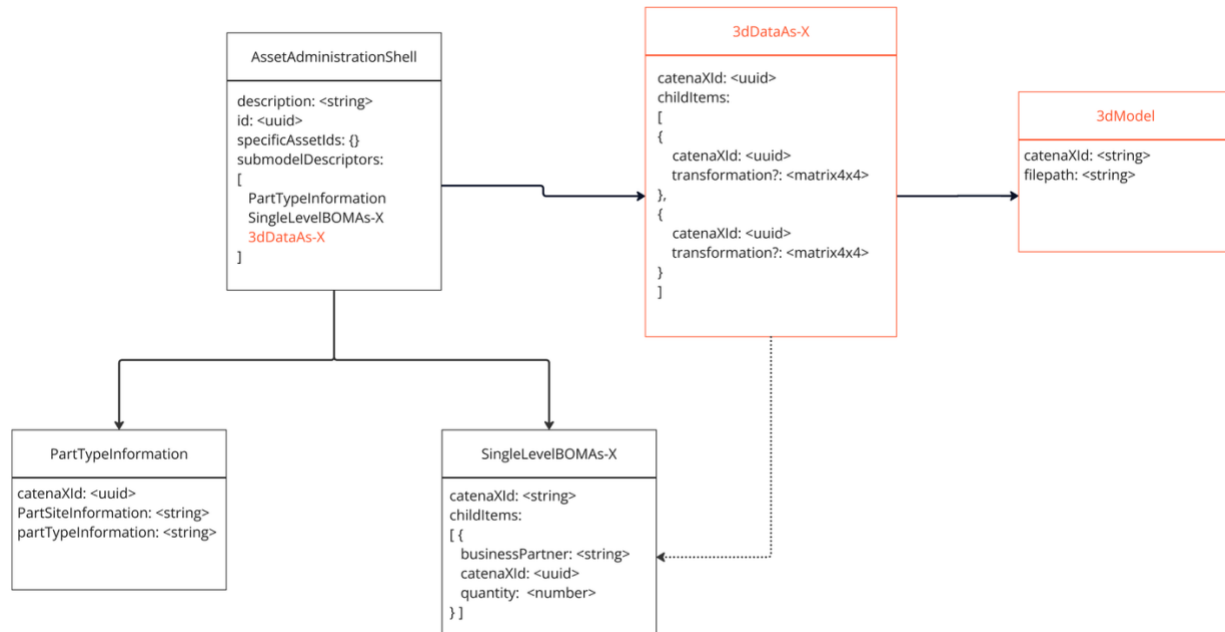 AssetAdministrationShell
description: <string>
id: <uuid>
specificAssetIds: {}
submodelDescriptors:
[
PartTypeInformation
SingleLevelBOMAs-X
3dDataAs-X
]
3dDataAs-X
catenaXId: <uuid>
childItems:
[
{
catenaXId: <uuid>
transformation?: <matrix4x4>
},
{
catenaXId: <uuid>
transformation?: <matrix4x4>
}
]
3dModel
catenaXId: <string>
filepath: <string>
PartTypeInformation
catenaXId: <uuid>
PartSiteInformation: <string>
partTypeInformation: <string>
SingleLevelBOMAs-X
catenaXId: <string>
childItems:
[ {
businessPartner: <string>
catenaXId: <uuid>
quantity: <number>
} ]